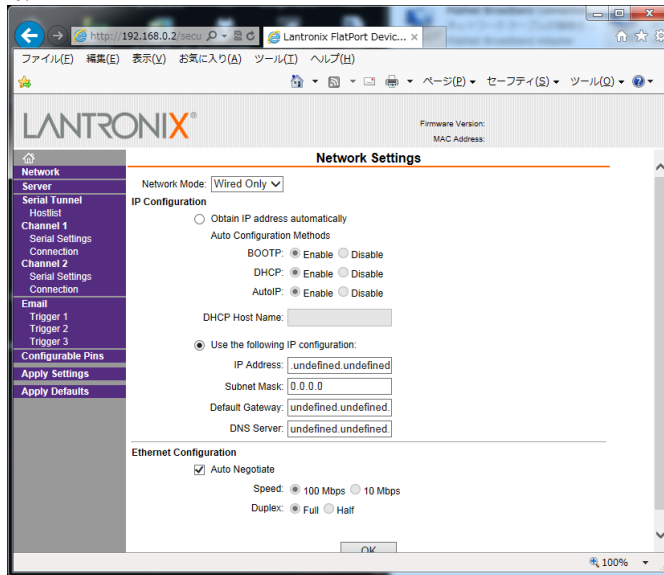 http://192.168.0.2/secu
Lantronix FlatPort Devic...
ファイル(F) 編集(E) 表示(V) お気に入り(A) ツール(T) ヘルプ(H)
ページ(P) セーフティ(S) ツール(O)
LANTRONIX®
Firmware Version:
MAC Address:
Network Settings
Network
Server
Serial Tunnel
Hostlist
Channel 1
Serial Settings
Connection
Channel 2
Serial Settings
Connection
Email
Trigger 1
Trigger 2
Trigger 3
Configurable Pins
Apply Settings
Apply Defaults
Network Mode: Wired Only
IP Configuration
Obtain IP address automatically
Auto Configuration Methods
BOOTP: Enable Disable
DHCP: Enable Disable
AutoIP: Enable Disable
DHCP Host Name:
Use the following IP configuration:
IP Address: .undefined.undefined
Subnet Mask: 0.0.0.0
Default Gateway: undefined.undefined.
DNS Server: undefined.undefined.
Ethernet Configuration
Auto Negotiate
Speed: 100 Mbps 10 Mbps
Duplex: Full Half
OK
100%